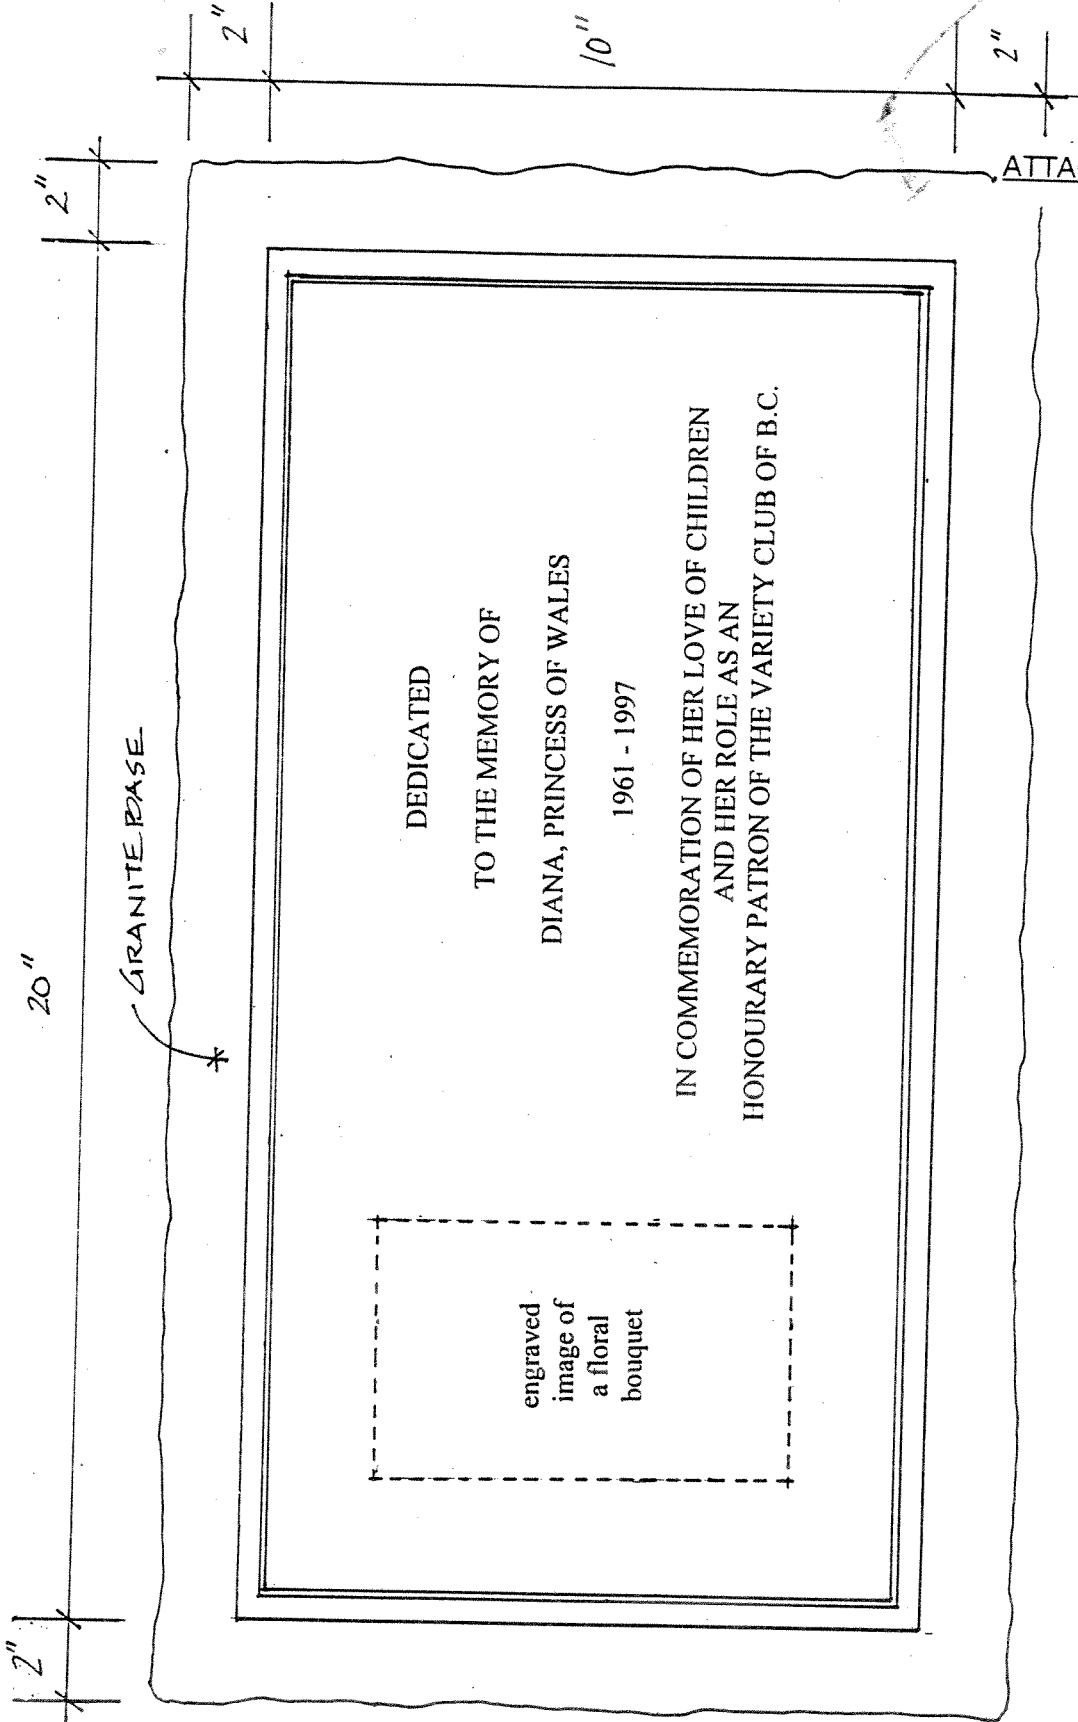 2" 20" 2"
GRANITE BASE
2"
10"
2"
ATTA
DEDICATED
TO THE MEMORY OF
DIANA, PRINCESS OF WALES
1961 - 1997
IN COMMEMORATION OF HER LOVE OF CHILDREN
AND HER ROLE AS AN
HONOURARY PATRON OF THE VARIETY CLUB OF B.C.
engraved
image of
a floral
bouquet